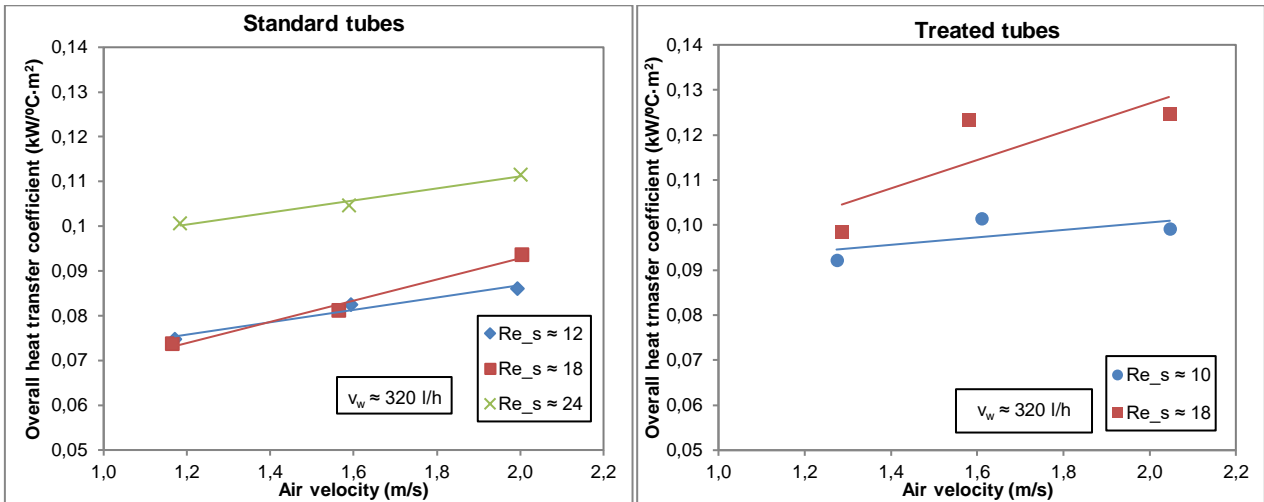 Standard tubes
Overall heat transfer coefficient (kW/ºC·m²)
0,14
0,13
0,12
0,11
0,1
0,09
0,08
0,07
0,06
0,05
1,0
1,2
1,4
1,6
1,8
2,0
2,2
Air velocity (m/s)
v_w ≈ 320 l/h
Re_s ≈ 12
Re_s ≈ 18
Re_s ≈ 24
Treated tubes
Overall heat trnasfer coefficient (kW/ºC·m²)
0,14
0,13
0,12
0,11
0,10
0,09
0,08
0,07
0,06
0,05
1,0
1,2
1,4
1,6
1,8
2,0
2,2
Air velocity (m/s)
v_w ≈ 320 l/h
Re_s ≈ 10
Re_s ≈ 18